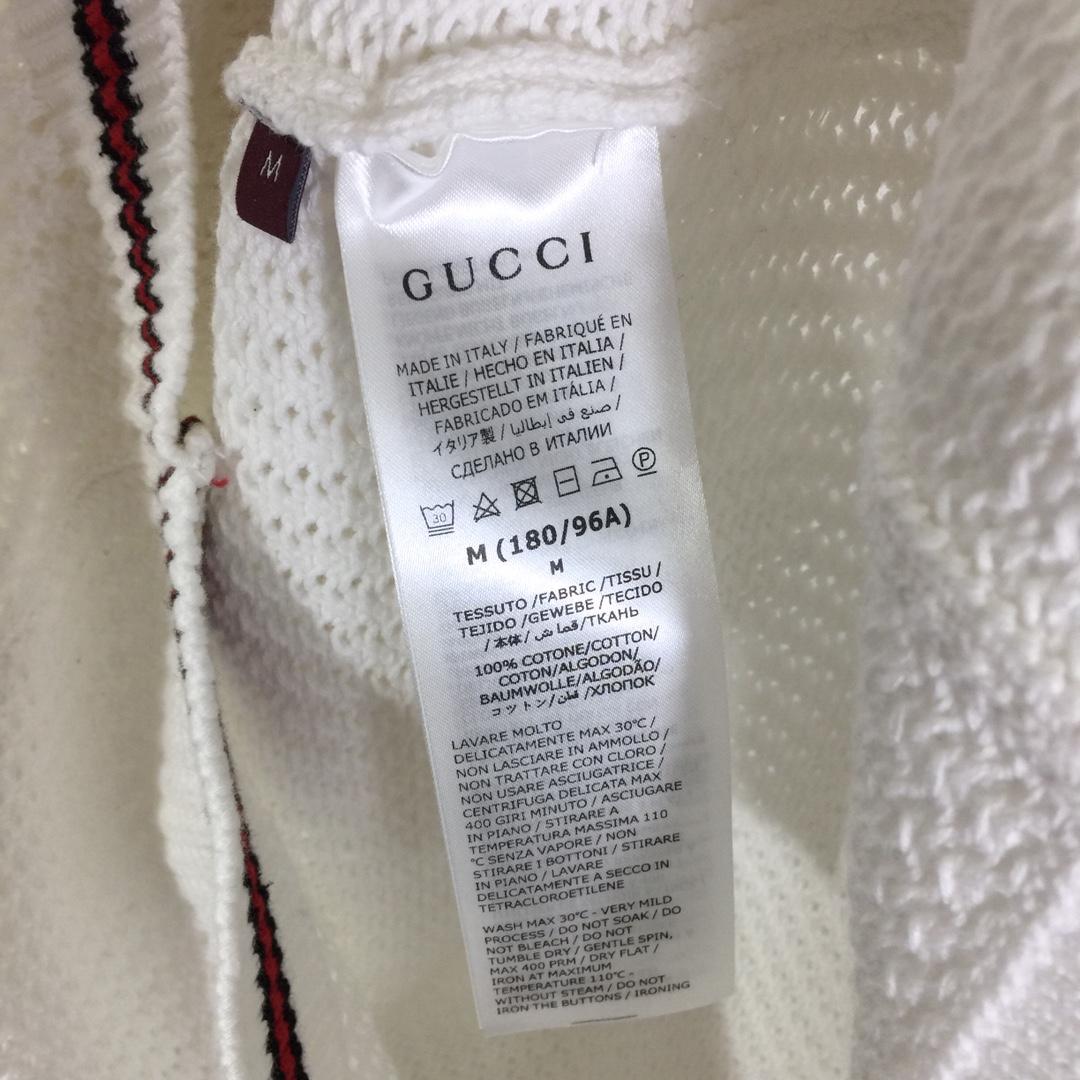 M
GUCCI
MADE IN ITALY / FABRIQUÉ EN
ITALIE / HECHO EN ITALIA /
HERGESTELLT IN ITALIEN /
FABRICADO EM ITÁLIA /
イタリア製 / صنع في إيطاليا /
СДЕЛАНО В ИТАЛИИ
30 P
M (180/96A)
M
TESSUTO /FABRIC /TISSU /
TEJIDO /GEWEBE /TECIDO
/ 本体/ قماش /ТКАНЬ
100% COTONE/COTTON/
COTON/ALGODON/
BAUMWOLLE/ALGODÃO/
コットン/ قطن /ХЛОПОК
LAVARE MOLTO
DELICATAMENTE MAX 30°C /
NON LASCIARE IN AMMOLLO /
NON TRATTARE CON CLORO /
NON USARE ASCIUGATRICE /
CENTRIFUGA DELICATA MAX
400 GIRI MINUTO / ASCIUGARE
IN PIANO / STIRARE A
TEMPERATURA MASSIMA 110
°C SENZA VAPORE / NON
STIRARE I BOTTONI / STIRARE
IN PIANO / LAVARE
DELICATAMENTE A SECCO IN
TETRACLOROETILENE
WASH MAX 30°C - VERY MILD
PROCESS / DO NOT SOAK / DO
NOT BLEACH / DO NOT
TUMBLE DRY / GENTLE SPIN,
MAX 400 PRM / DRY FLAT /
IRON AT MAXIMUM
TEMPERATURE 110°C -
WITHOUT STEAM / DO NOT
IRON THE BUTTONS / IRONING